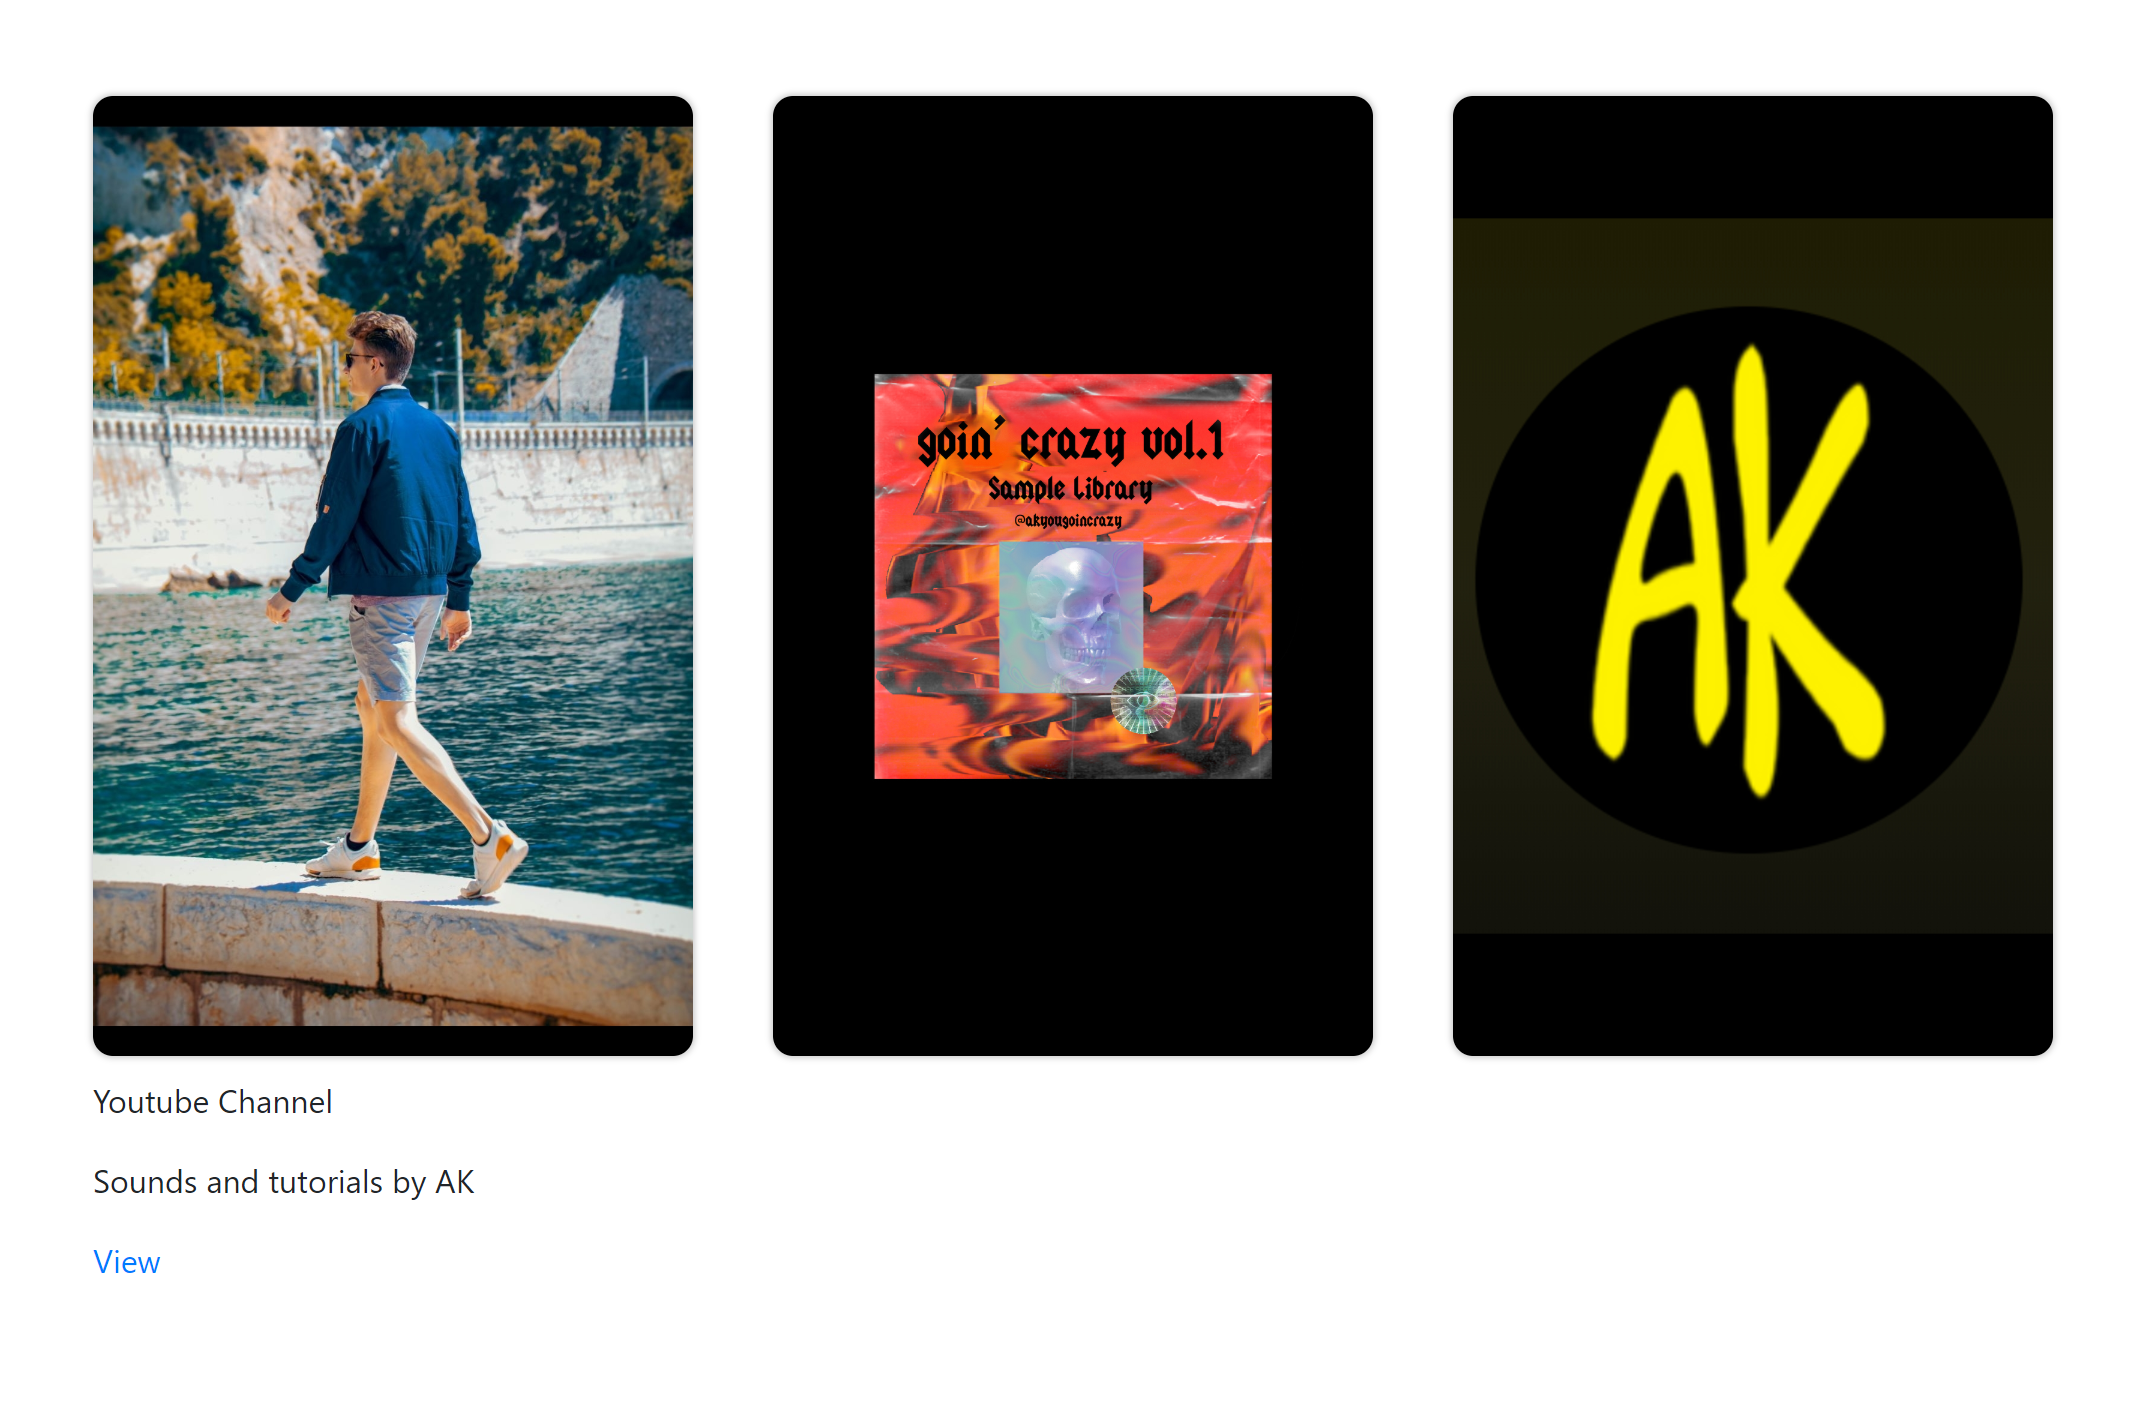 goin' crazy vol.1
Sample Library
@akyougoincrazy
AK
Youtube Channel
Sounds and tutorials by AK
View